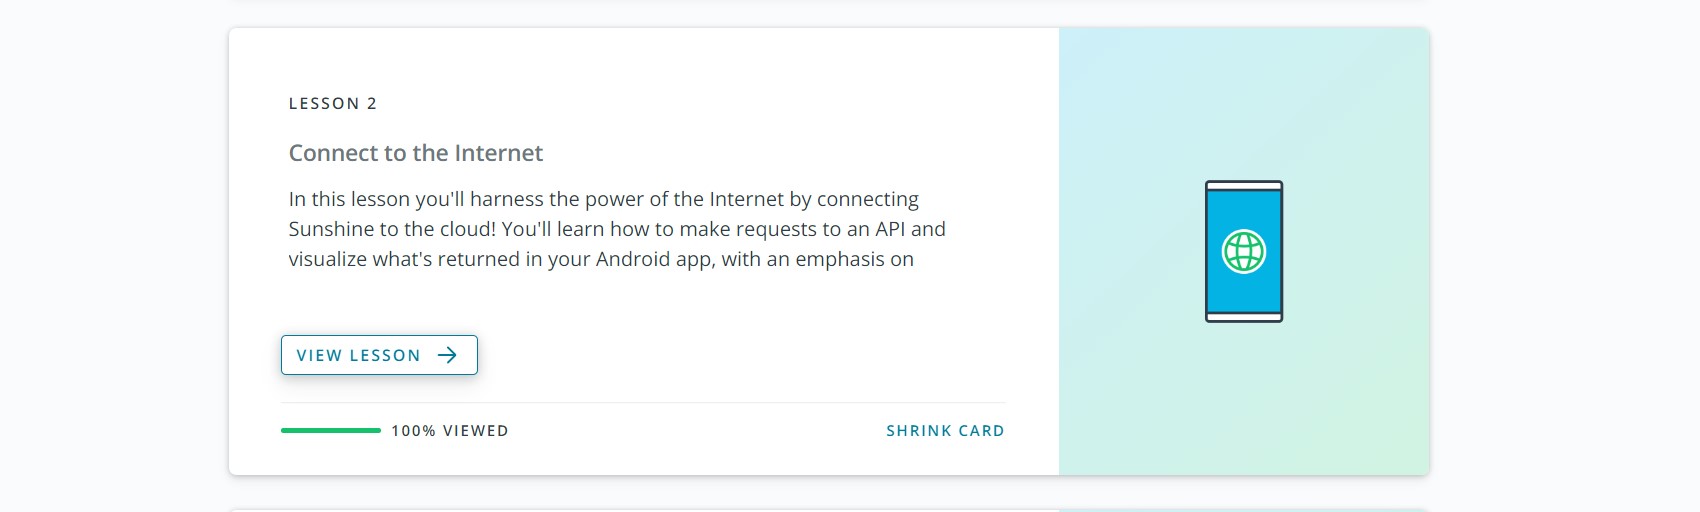 LESSON 2
Connect to the Internet
In this lesson you'll harness the power of the Internet by connecting
Sunshine to the cloud! You'll learn how to make requests to an API and
visualize what's returned in your Android app, with an emphasis on
VIEW LESSON
100% VIEWED
SHRINK CARD